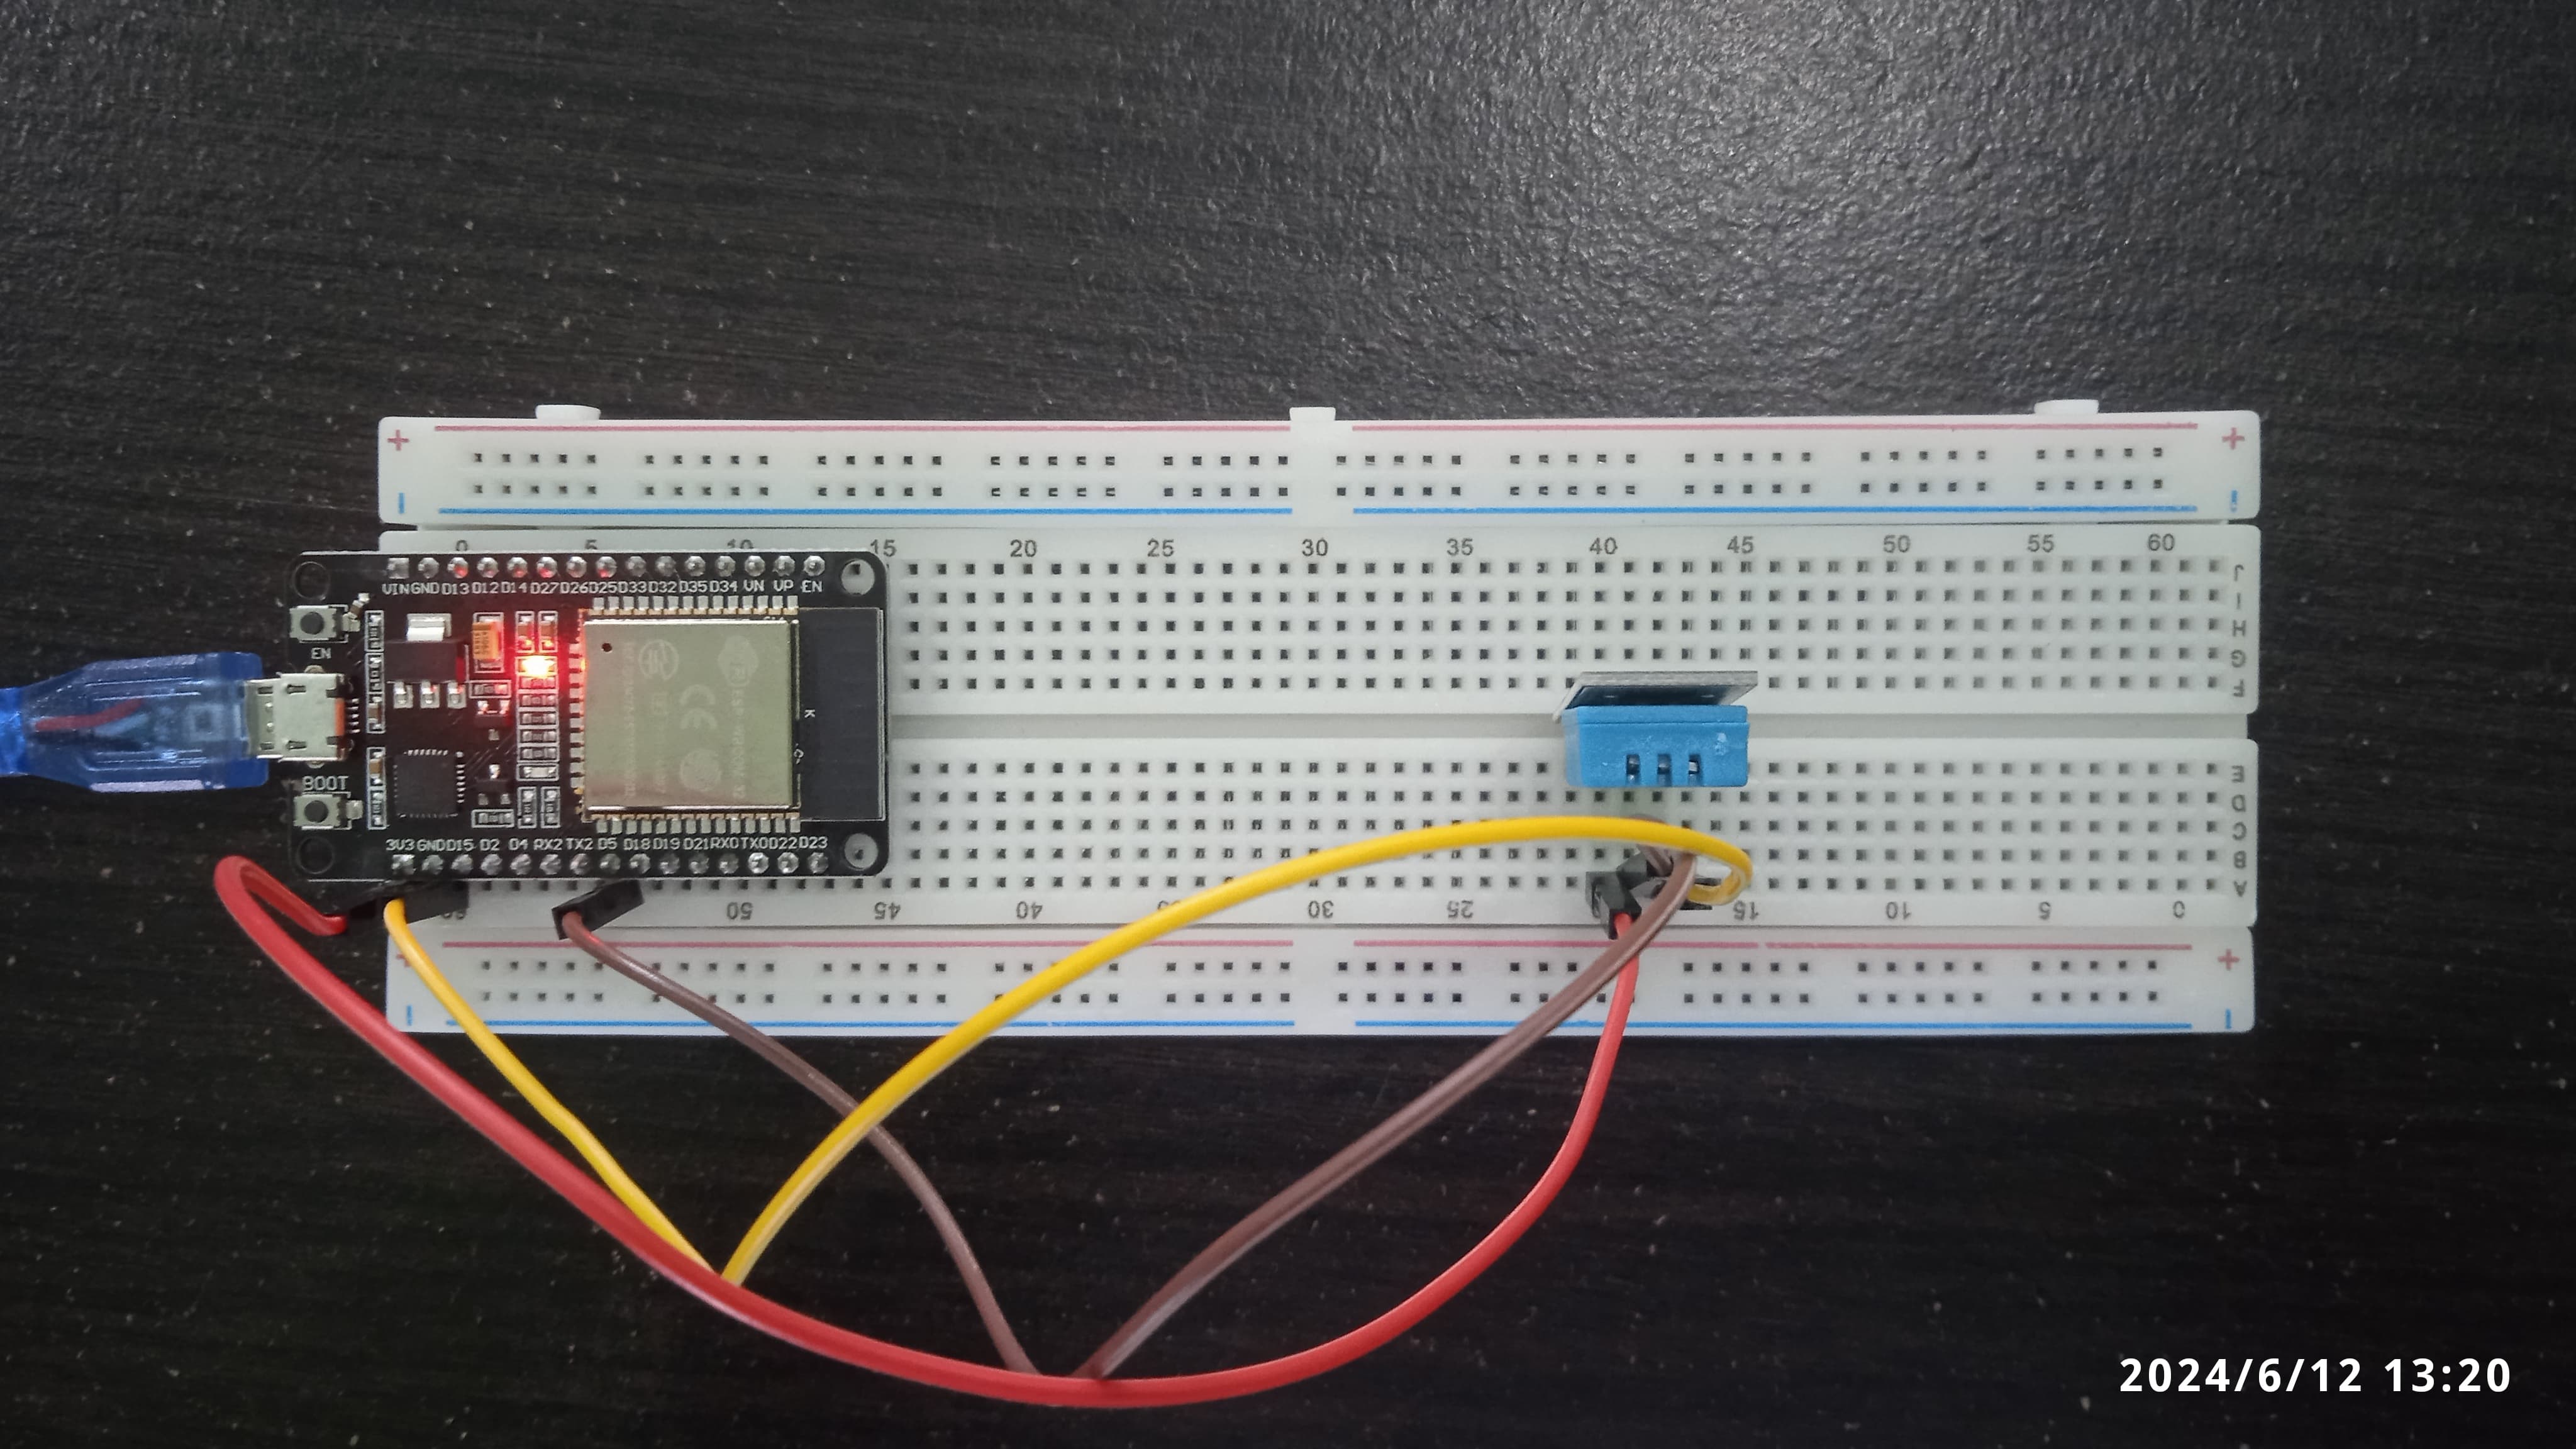 + +
− −
0 5 10 15 20 25 30 35 40 45 50 55 60
J
I
H
G
F
VIN GND D13 D12 D14 D27 D26 D25 D33 D32 D35 D34 VN VP EN
EN
CE
BOOT
E
D
C
B
A
3V3 GND D15 D2 D4 RX2 TX2 D5 D18 D19 D21 RX0 TX0 D22 D23
60 50 45 40 30 25 15 10 5 0
+ +
− −
2024/6/12 13:20